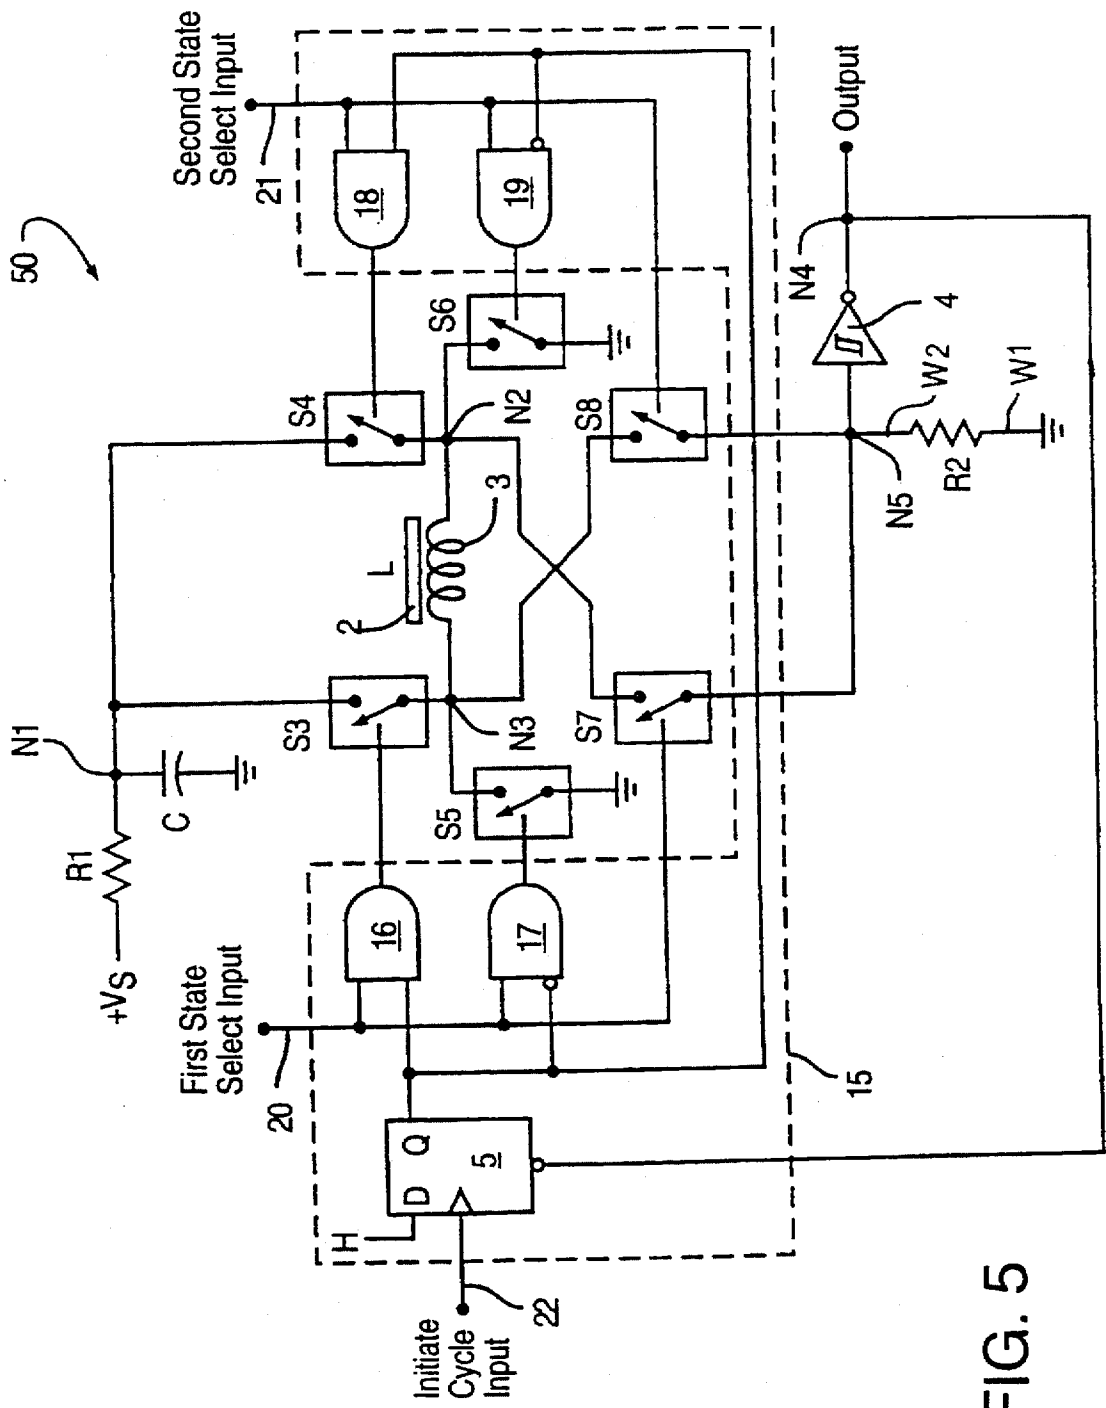 50
N1
R1
+VS
C
First State
Select Input
20
Second State
Select Input
21
S3
S4
L
2
3
N3
N2
S5
S6
16
17
18
19
H
D
Q
5
Initiate
Cycle
Input
22
S7
S8
15
N4
4
Output
N5
W2
R2
W1
FIG. 5